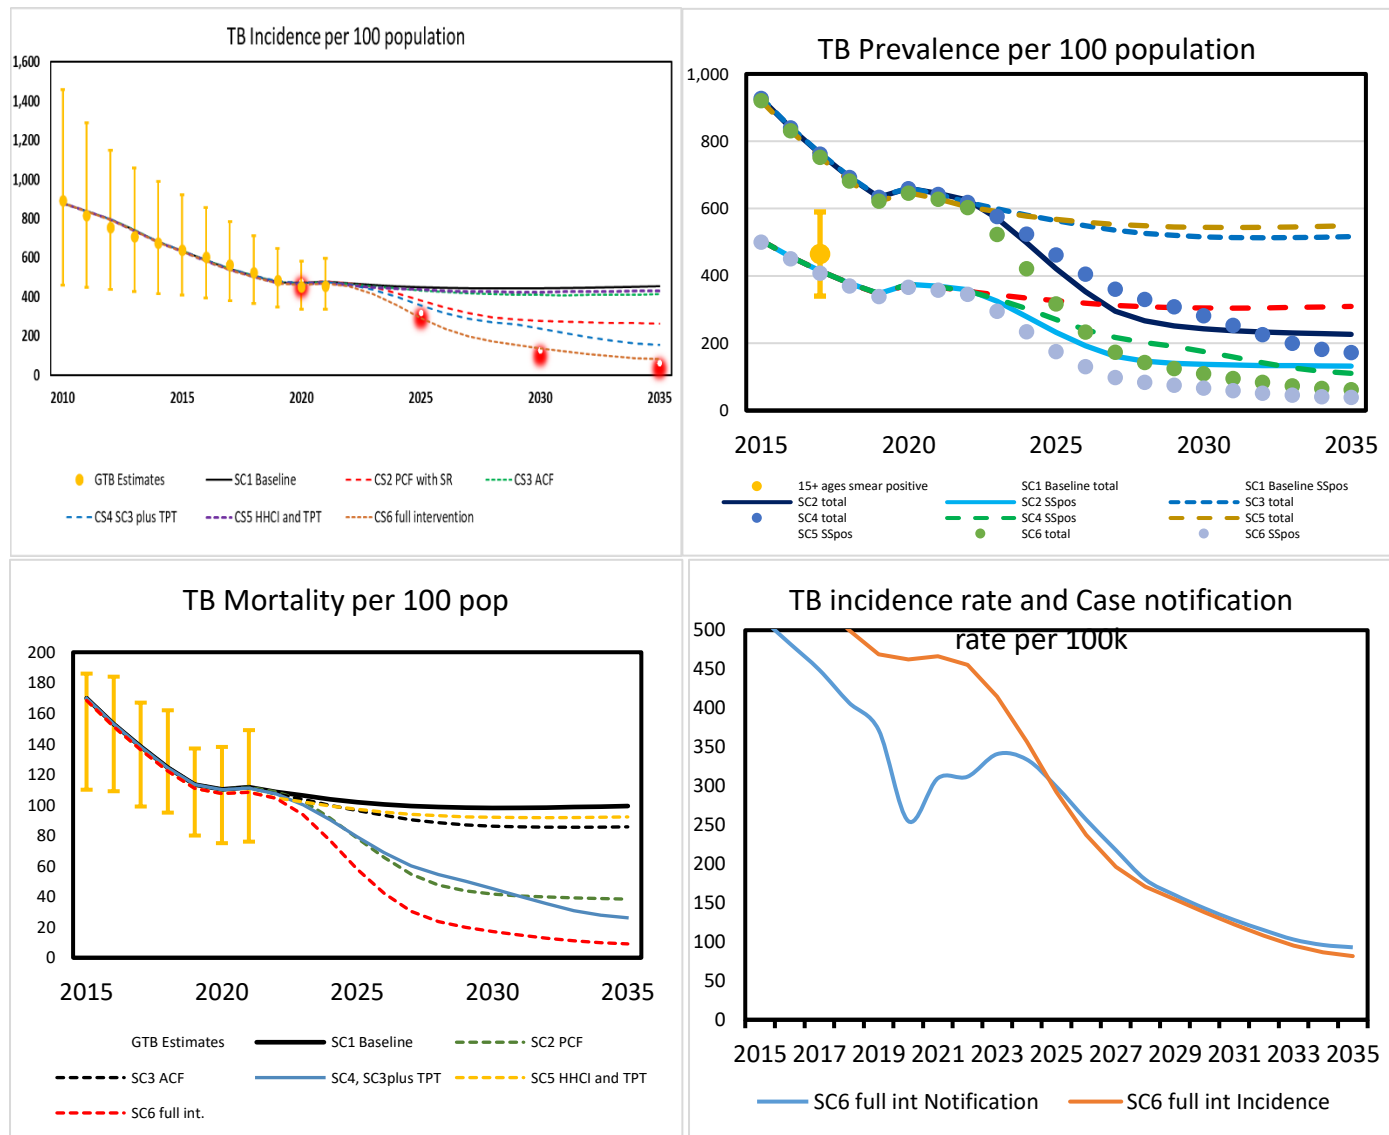 TB Incidence per 100 population
1,600
1,400
1,200
1,000
800
600
400
200
0
2010 2015 2020 2025 2030 2035
GTB Estimates SC1 Baseline CS2 PCF with SR CS3 ACF
CS4 SC3 plus TPT CS5 HHCI and TPT CS6 full intervention
TB Prevalence per 100 population
1,000
800
600
400
200
0
2015 2020 2025 2030 2035
15+ ages smear positive SC1 Baseline total SC1 Baseline SSpos
SC2 total SC2 SSpos SC3 total
SC4 total SC4 SSpos SC5 total
SC5 SSpos SC6 total SC6 SSpos
TB Mortality per 100 pop
200
180
160
140
120
100
80
60
40
20
0
2015 2020 2025 2030 2035
GTB Estimates SC1 Baseline SC2 PCF
SC3 ACF SC4, SC3plus TPT SC5 HHCI and TPT
SC6 full int.
TB incidence rate and Case notification
rate per 100k
500
450
400
350
300
250
200
150
100
50
0
2015 2017 2019 2021 2023 2025 2027 2029 2031 2033 2035
SC6 full int Notification SC6 full int Incidence